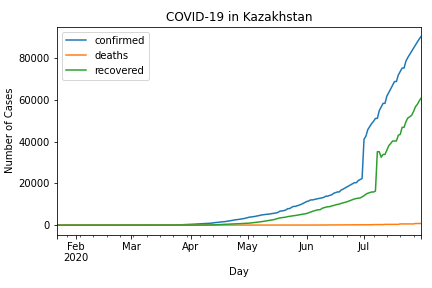 COVID-19 in Kazakhstan
confirmed
deaths
recovered
Number of Cases
80000
60000
40000
20000
0
Feb
2020
Mar
Apr
May
Jun
Jul
Day